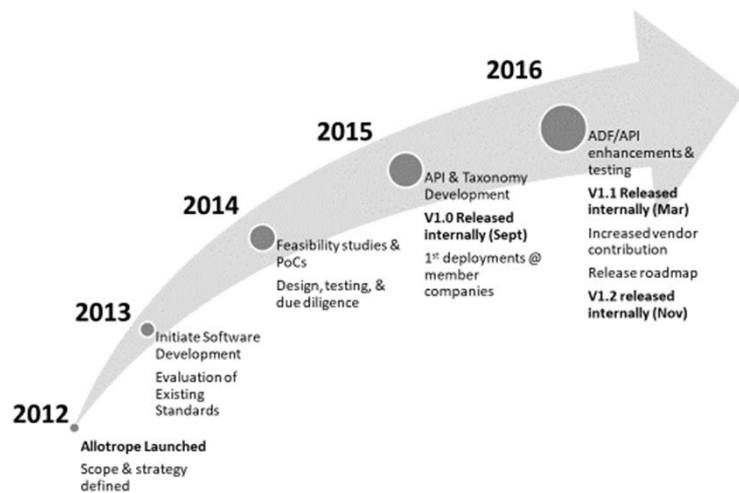 2012
Allotrope Launched
Scope & strategy
defined
2013
Initiate Software
Development
Evaluation of
Existing
Standards
2014
Feasibility studies &
PoCs
Design, testing, &
due diligence
2015
API & Taxonomy
Development
V1.0 Released
internally (Sept)
1st deployments @
member
companies
2016
ADF/API
enhancements &
testing
V1.1 Released
internally (Mar)
Increased vendor
contribution
Release roadmap
V1.2 released
internally (Nov)